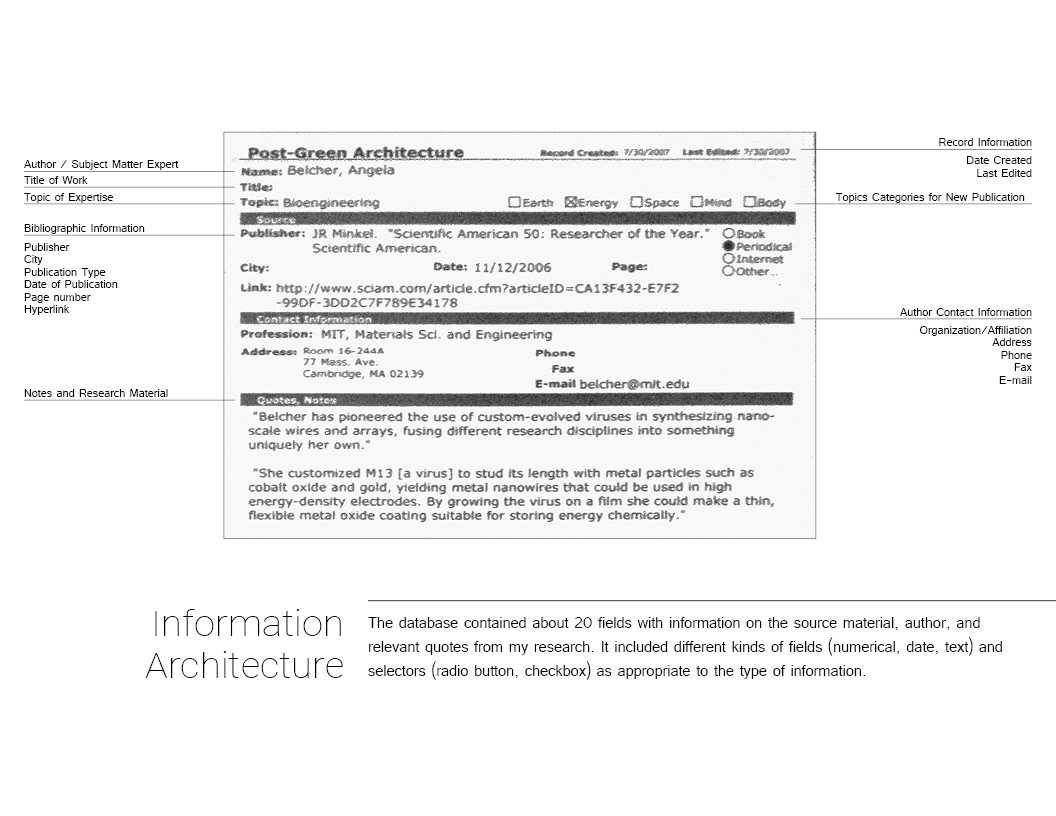 Author / Subject Matter Expert
Title of Work
Topic of Expertise
Bibliographic Information
Publisher
City
Publication Type
Date of Publication
Page number
Hyperlink
Notes and Research Material
Post-Green Architecture Record Created: 7/30/2007 Last Edited: 7/30/2007
Name: Belcher, Angela
Title:
Topic: Bioengineering Earth Energy Space Mind Body
Source
Publisher: JR Minkel. "Scientific American 50: Researcher of the Year." Book
Scientific American. Periodical
Internet
City: Date: 11/12/2006 Page: Other...
Link: http://www.sciam.com/article.cfm?articleID=CA13F432-E7F2
-99DF-3DD2C7F789E34178
Contact Information
Profession: MIT, Materials Sci. and Engineering
Address: Room 16-244A Phone
77 Mass. Ave. Fax
Cambridge, MA 02139 E-mail belcher@mit.edu
Quotes, Notes
"Belcher has pioneered the use of custom-evolved viruses in synthesizing nano-
scale wires and arrays, fusing different research disciplines into something
uniquely her own."
"She customized M13 [a virus] to stud its length with metal particles such as
cobalt oxide and gold, yielding metal nanowires that could be used in high
energy-density electrodes. By growing the virus on a film she could make a thin,
flexible metal oxide coating suitable for storing energy chemically."
Record Information
Date Created
Last Edited
Topics Categories for New Publication
Author Contact Information
Organization/Affiliation
Address
Phone
Fax
E-mail
Information
Architecture
The database contained about 20 fields with information on the source material, author, and
relevant quotes from my research. It included different kinds of fields (numerical, date, text) and
selectors (radio button, checkbox) as appropriate to the type of information.